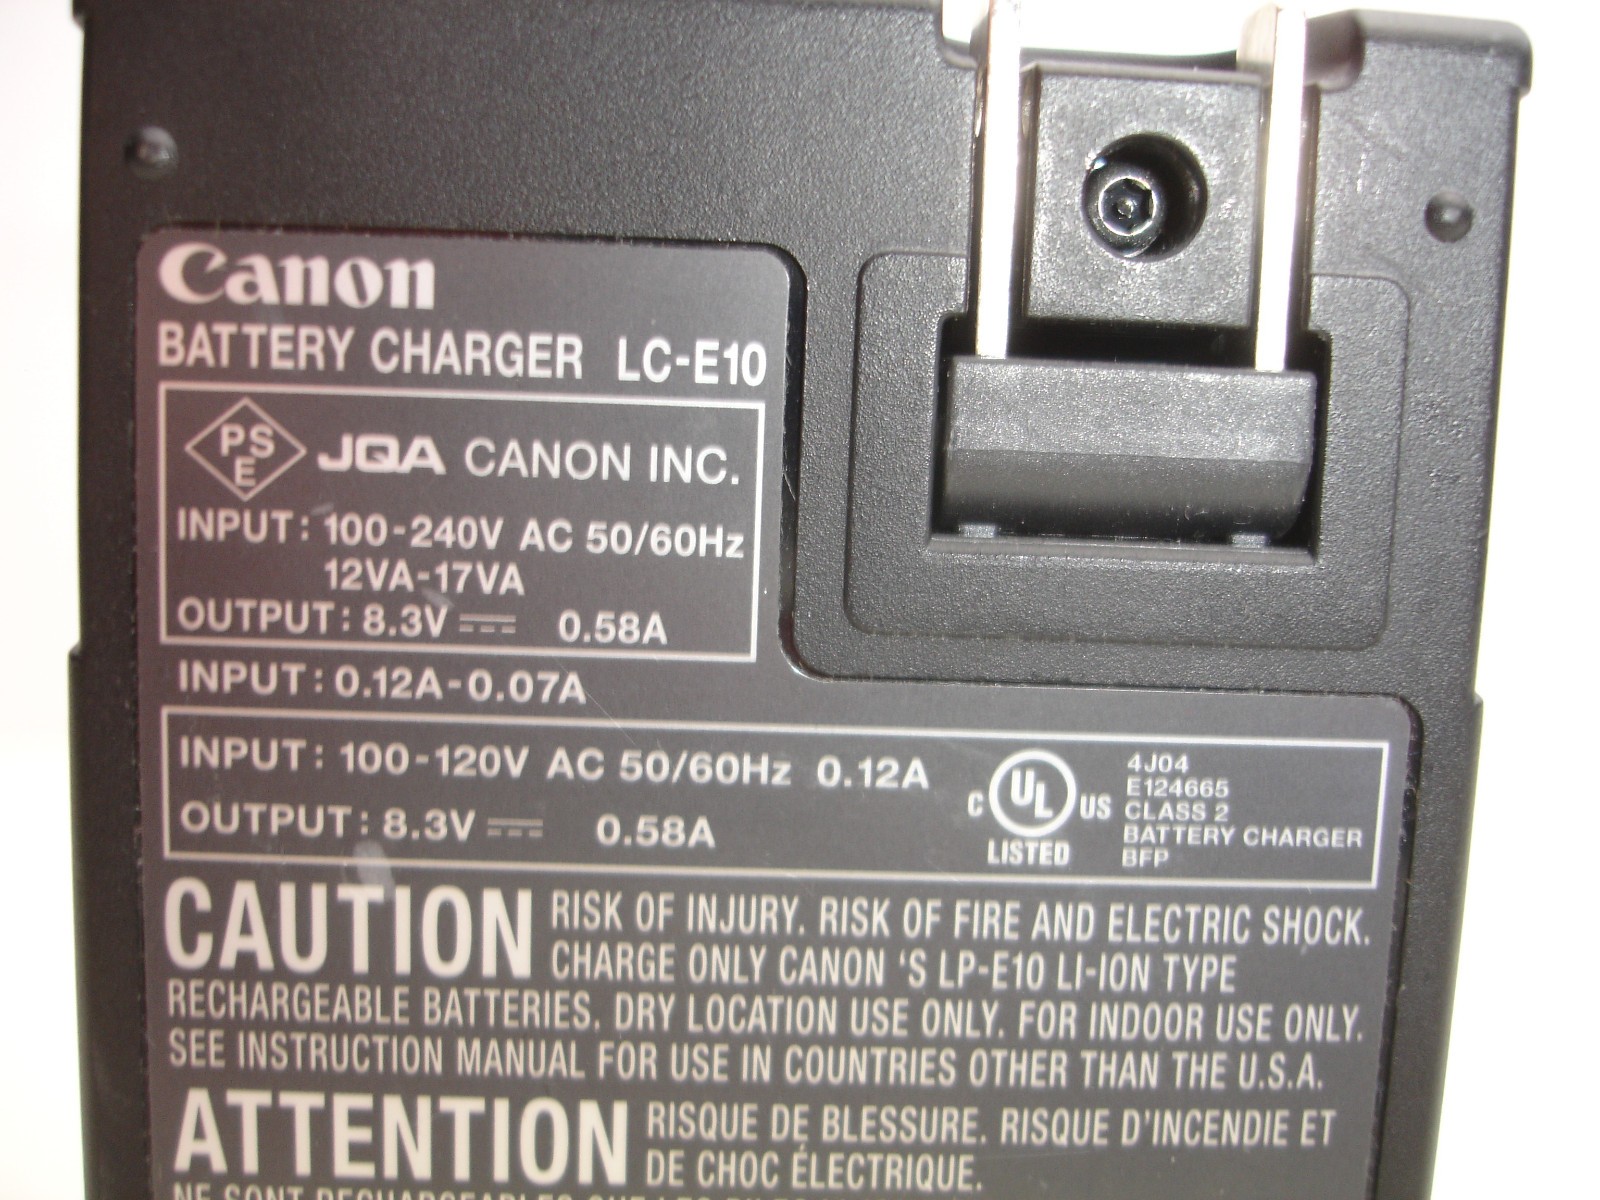 Canon
BATTERY CHARGER LC-E10
PS
E
JQA CANON INC.
INPUT: 100-240V AC 50/60Hz
12VA-17VA
OUTPUT: 8.3V ⎓ 0.58A
INPUT: 0.12A-0.07A
INPUT: 100-120V AC 50/60Hz 0.12A
OUTPUT: 8.3V ⎓ 0.58A
C UL US
LISTED
4J04
E124665
CLASS 2
BATTERY CHARGER
BFP
CAUTION RISK OF INJURY. RISK OF FIRE AND ELECTRIC SHOCK.
CHARGE ONLY CANON 'S LP-E10 LI-ION TYPE
RECHARGEABLE BATTERIES. DRY LOCATION USE ONLY. FOR INDOOR USE ONLY.
SEE INSTRUCTION MANUAL FOR USE IN COUNTRIES OTHER THAN THE U.S.A.
ATTENTION RISQUE DE BLESSURE. RISQUE D'INCENDIE ET
DE CHOC ÉLECTRIQUE.
NE SONT RECHARGEABLES QUE LES